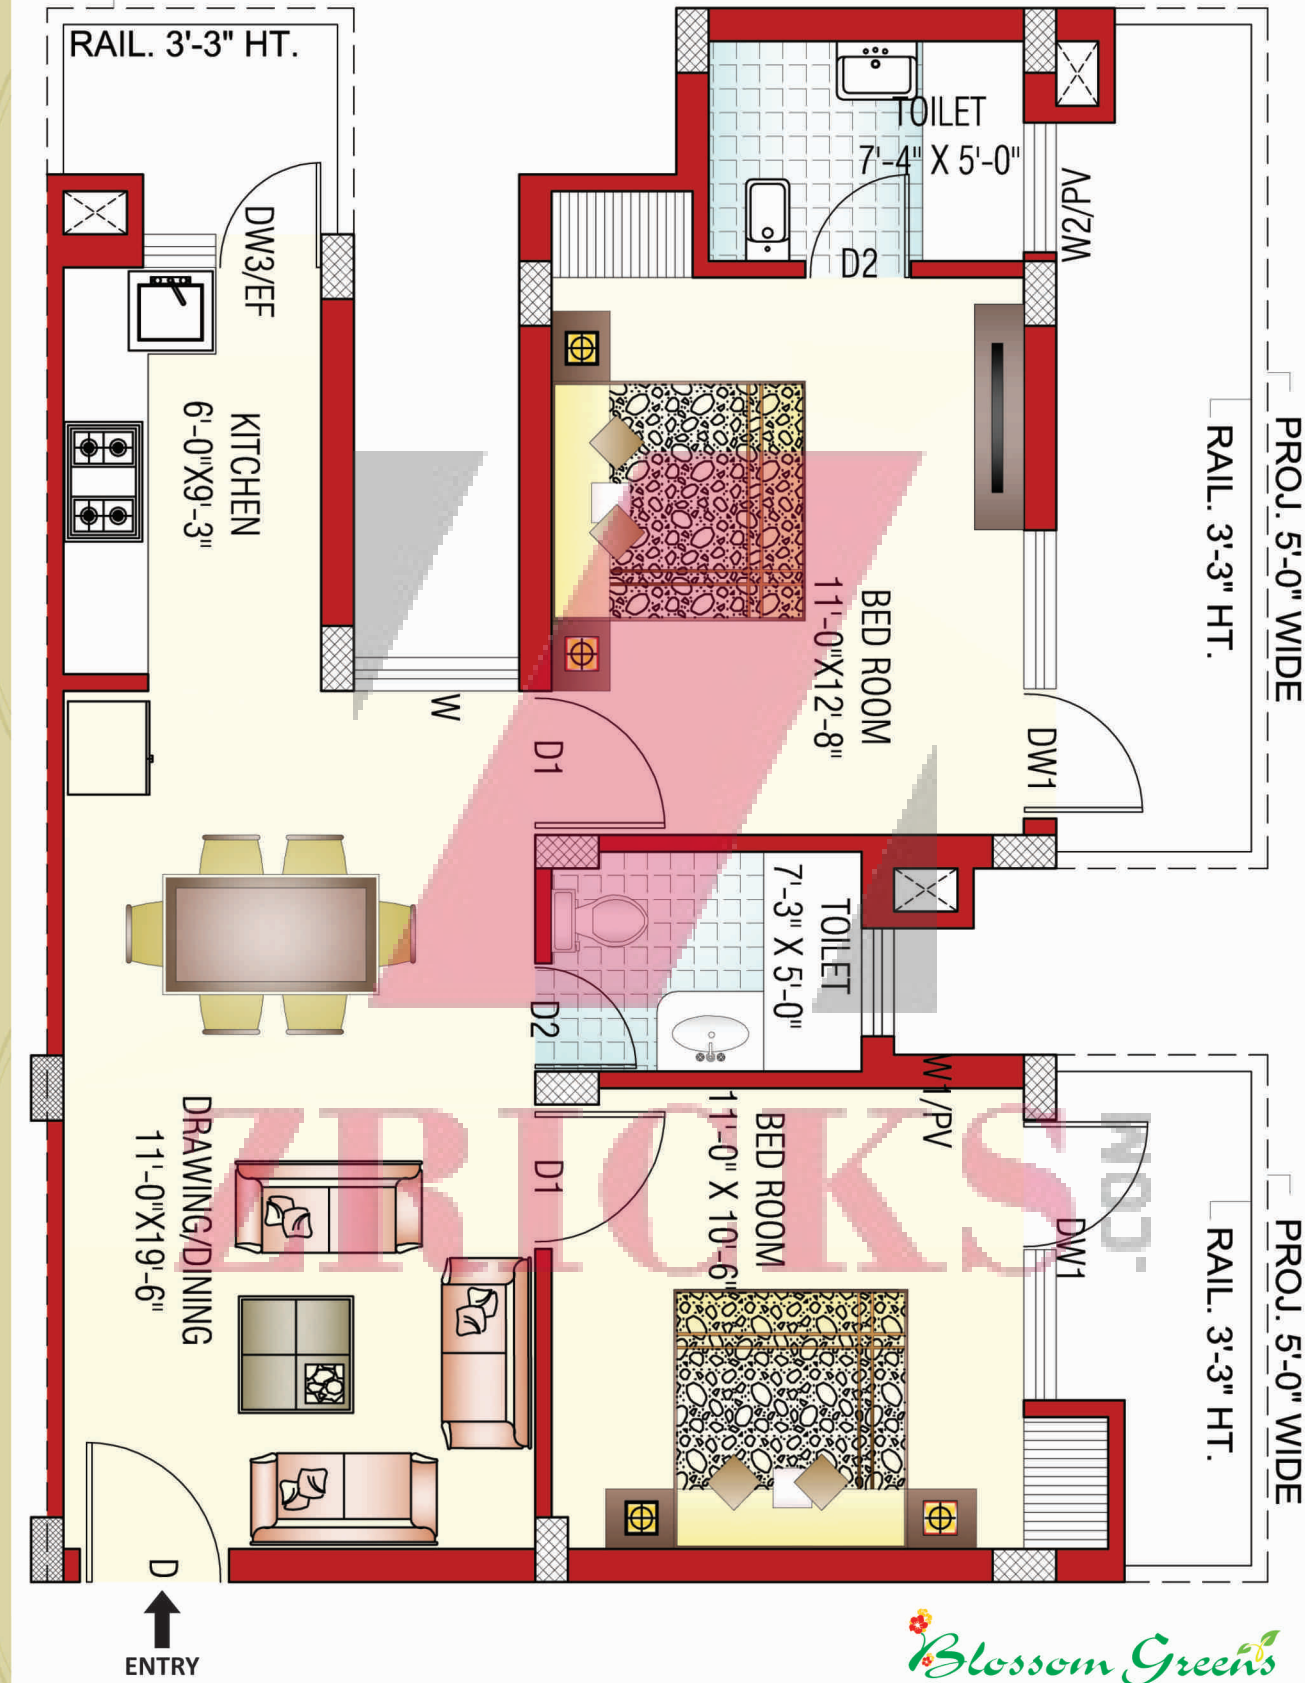 RAIL. 3'-3" HT.
TOILET
7'-4" X 5'-0"
W2/PV
D2
DW3/EF
KITCHEN
6'-0"X9'-3"
BED ROOM
11'-0"X12'-8"
RAIL. 3'-3" HT.
PROJ. 5'-0" WIDE
W
D1
DW1
TOILET
7'-3" X 5'-0"
D2
W1/PV
DRAWING/DINING
11'-0"X19'-6"
D1
BED ROOM
11'-0" X 10'-6"
DW1
RAIL. 3'-3" HT.
PROJ. 5'-0" WIDE
ZRICKS
.COM
D
ENTRY
Blossom Greens